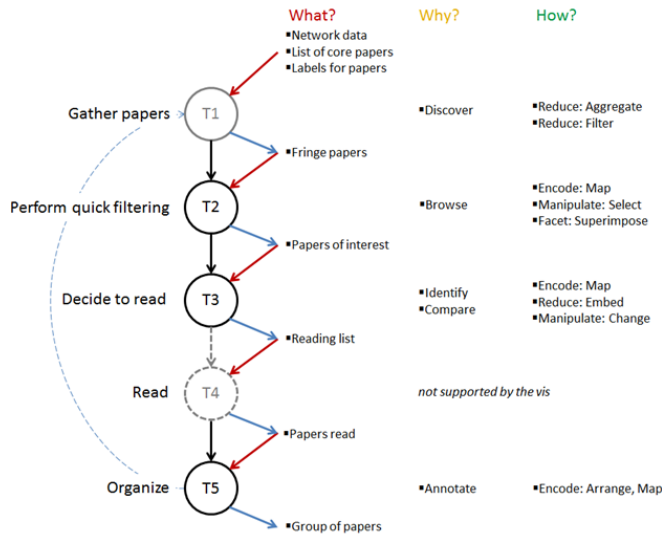 What? Why? How?
▪Network data
▪List of core papers
▪Labels for papers
Gather papers T1 ▪Discover ▪Reduce: Aggregate
▪Reduce: Filter
▪Fringe papers
Perform quick filtering T2 ▪Browse ▪Encode: Map
▪Manipulate: Select
▪Facet: Superimpose
▪Papers of interest
Decide to read T3 ▪Identify ▪Encode: Map
▪Compare ▪Reduce: Embed
▪Manipulate: Change
▪Reading list
Read T4 not supported by the vis
▪Papers read
Organize T5 ▪Annotate ▪Encode: Arrange, Map
▪Group of papers